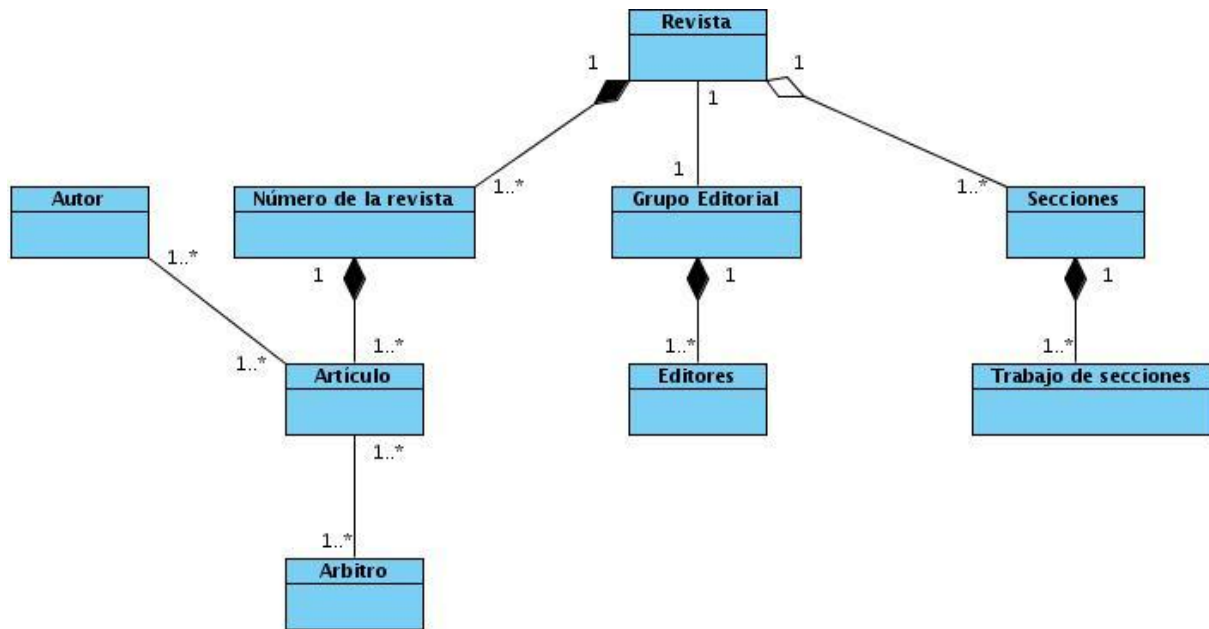 Revista
1
1
1
1..*
1
1..*
Autor
Número de la revista
Grupo Editorial
Secciones
1..*
1
1
1
1..*
1..*
1..*
1..*
Artículo
Editores
Trabajo de secciones
1..*
1..*
Arbitro